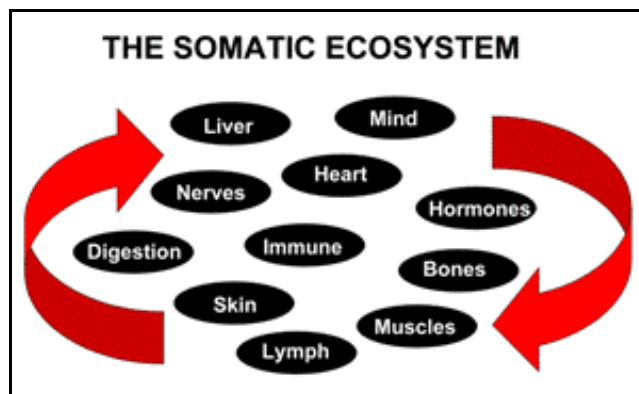 THE SOMATIC ECOSYSTEM
Liver
Mind
Heart
Nerves
Hormones
Digestion
Immune
Bones
Skin
Muscles
Lymph